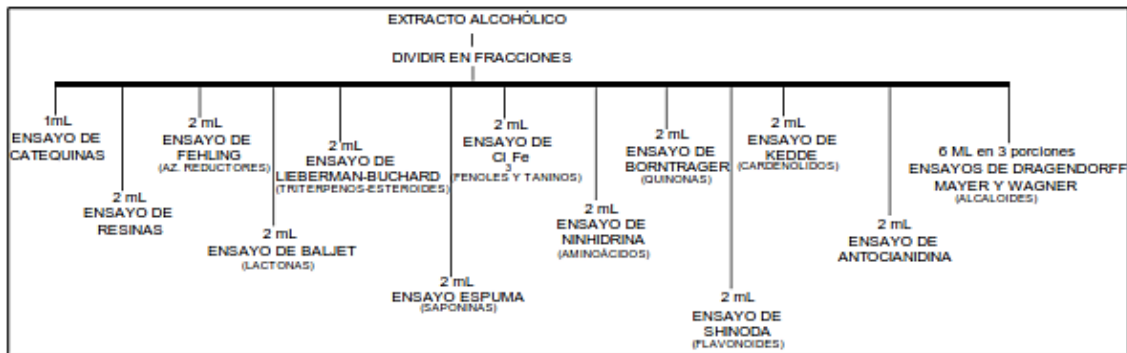 EXTRACTO ALCOHÓLICO
DIVIDIR EN FRACCIONES
1mL
ENSAYO DE
CATEQUINAS
2 mL
ENSAYO DE
RESINAS
2 mL
ENSAYO DE
FEHLING
(AZ. REDUCTORES)
2 mL
ENSAYO DE BALJET
(LACTONAS)
2 mL
ENSAYO DE
LIEBERMAN-BUCHARD
(TRITERPENOS-ESTEROIDES)
2 mL
ENSAYO ESPUMA
(SAPONINAS)
2 mL
ENSAYO DE
Cl Fe
3
(FENOLES Y TANINOS)
2 mL
ENSAYO DE
NINHIDRINA
(AMINOÁCIDOS)
2 mL
ENSAYO DE
BORNTRAGER
(QUINONAS)
2 mL
ENSAYO DE
SHINODA
(FLAVONOIDES)
2 mL
ENSAYO DE
KEDDE
(CARDENÓLIDOS)
2 mL
ENSAYO DE
ANTOCIANIDINA
6 ML en 3 porciones
ENSAYOS DE DRAGENDORFF
MAYER Y WAGNER
(ALCALOIDES)